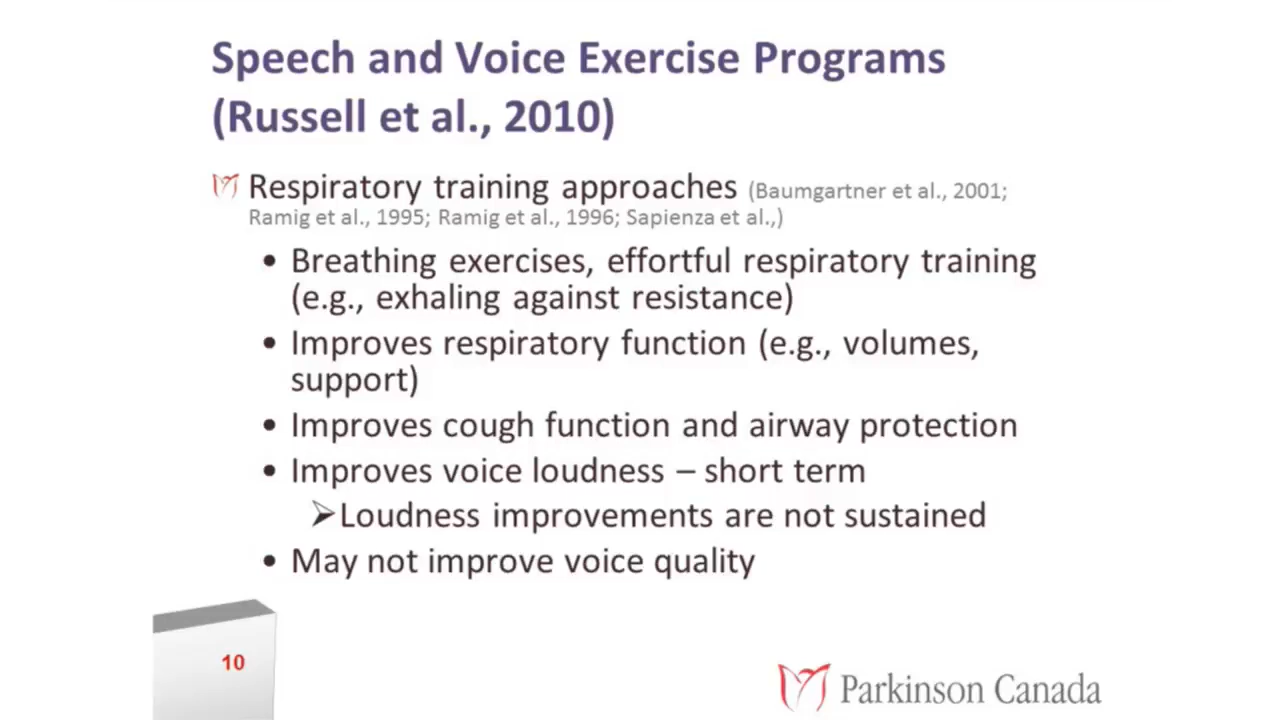 Speech and Voice Exercise Programs
(Russell et al., 2010)
Respiratory training approaches (Baumgartner et al., 2001;
Ramig et al., 1995; Ramig et al., 1996; Sapienza et al.,)
• Breathing exercises, effortful respiratory training
(e.g., exhaling against resistance)
• Improves respiratory function (e.g., volumes,
support)
• Improves cough function and airway protection
• Improves voice loudness – short term
➢Loudness improvements are not sustained
• May not improve voice quality
10
Parkinson Canada